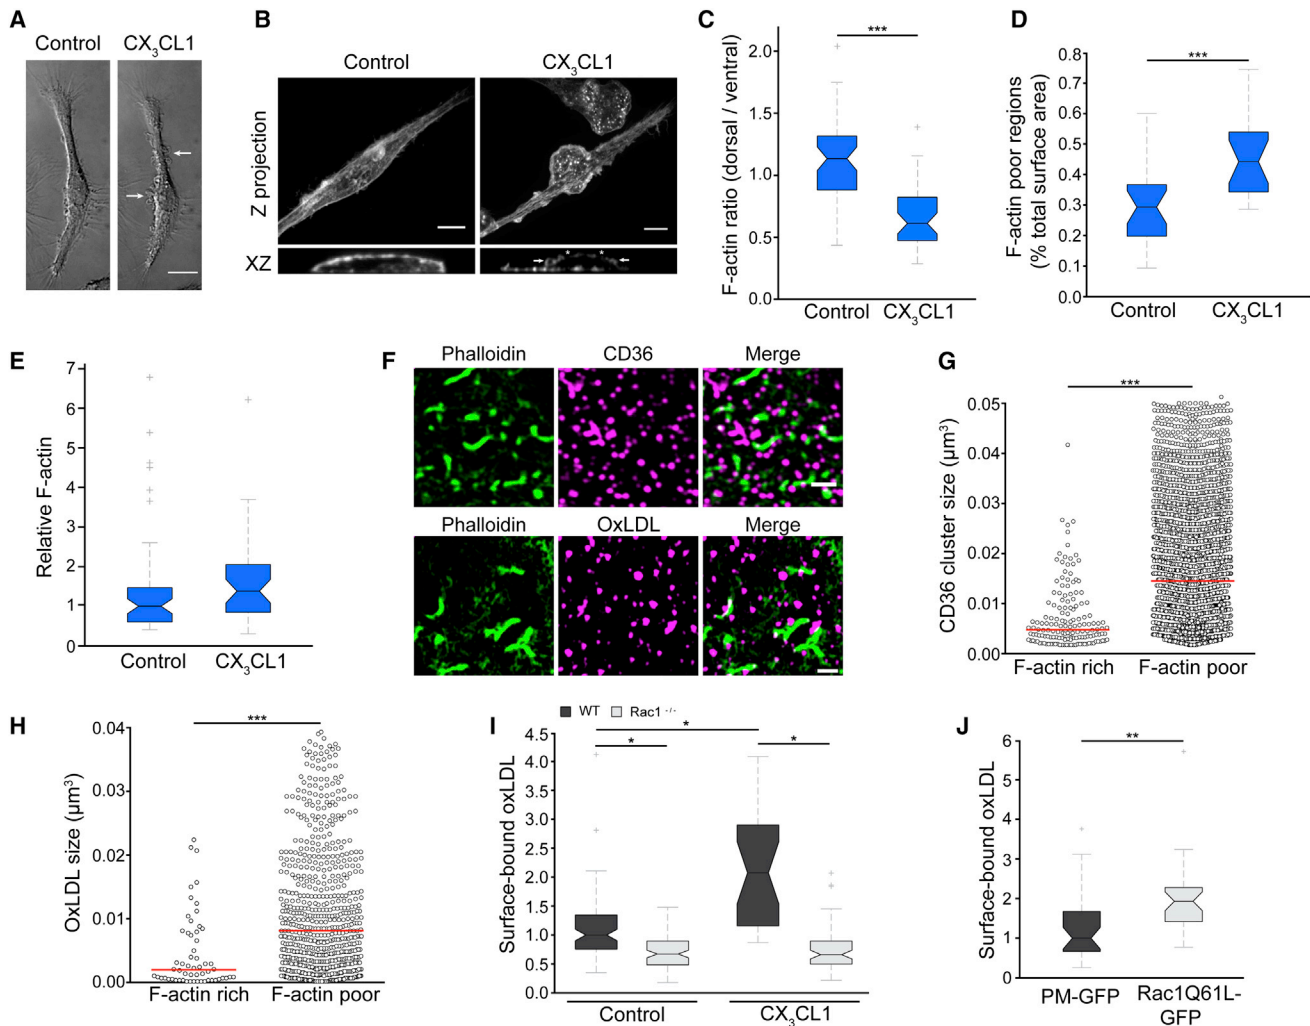 A
Control
CX3CL1
B
Control
CX3CL1
Z projection
XZ
* *
C
***
F-actin ratio (dorsal / ventral)
2.0
1.5
1.0
0.5
0.0
Control
CX3CL1
D
***
F-actin poor regions
(% total surface area)
0.8
0.7
0.6
0.5
0.4
0.3
0.2
0.1
0.0
Control
CX3CL1
E
Relative F-actin
7
6
5
4
3
2
1
0
Control
CX3CL1
F
Phalloidin
CD36
Merge
Phalloidin
OxLDL
Merge
G
***
CD36 cluster size (μm³)
0.05
0.04
0.03
0.02
0.01
0.00
F-actin rich
F-actin poor
H
***
OxLDL size (μm³)
0.04
0.03
0.02
0.01
0.00
F-actin rich
F-actin poor
I
WT
Rac1 -/-
*
*
*
Surface-bound oxLDL
4.5
4.0
3.5
3.0
2.5
2.0
1.5
1.0
0.5
0.0
Control
CX3CL1
J
**
Surface-bound oxLDL
6
5
4
3
2
1
0
PM-GFP
Rac1Q61L-
GFP